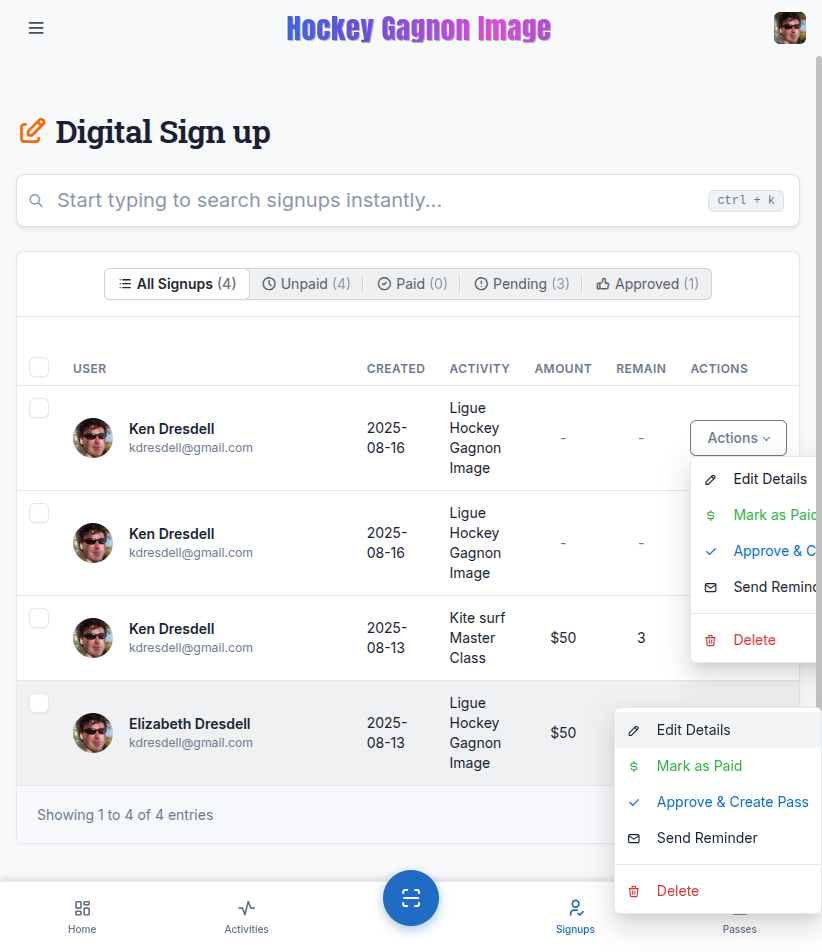 Hockey Gagnon Image
Digital Sign up
Start typing to search signups instantly...
ctrl + k
All Signups (4)
Unpaid (4)
Paid (0)
Pending (3)
Approved (1)
USER
CREATED
ACTIVITY
AMOUNT
REMAIN
ACTIONS
Ken Dresdell
kdresdell@gmail.com
2025-
08-16
Ligue
Hockey
Gagnon
Image
-
-
Actions
Edit Details
Mark as Paid
Approve & C
Send Remind
Delete
Ken Dresdell
kdresdell@gmail.com
2025-
08-16
Ligue
Hockey
Gagnon
Image
-
-
Ken Dresdell
kdresdell@gmail.com
2025-
08-13
Kite surf
Master
Class
$50
3
Elizabeth Dresdell
kdresdell@gmail.com
2025-
08-13
Ligue
Hockey
Gagnon
Image
$50
Edit Details
Mark as Paid
Approve & Create Pass
Send Reminder
Delete
Showing 1 to 4 of 4 entries
Home
Activities
Signups
Passes